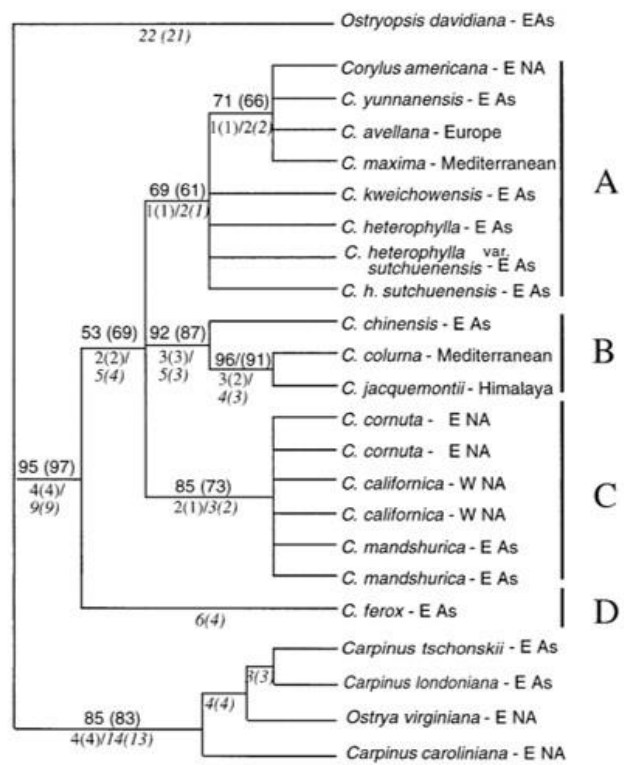 Ostryopsis davidiana - EAs
22 (21)
Corylus americana - E NA
71 (66)
C. yunnanensis - E As
1(1)/2(2)
C. avellana - Europe
C. maxima - Mediterranean
A
69 (61)
C. kweichowensis - E As
1(1)/2(1)
C. heterophylla - E As
C. heterophylla var.
sutchuenensis - E As
C. h. sutchuenensis - E As
53 (69)
92 (87)
C. chinensis - E As
2(2)/
5(4)
3(3)/
5(3)
96/(91)
C. colurna - Mediterranean
B
3(2)/
4(3)
C. jacquemontii - Himalaya
C. cornuta - E NA
C. cornuta - E NA
95 (97)
4(4)/
9(9)
85 (73)
C. californica - W NA
2(1)/3(2)
C
C. californica - W NA
C. mandshurica - E As
C. mandshurica - E As
C. ferox - E As
D
6(4)
Carpinus tschonskii - E As
3(3)
Carpinus londoniana - E As
4(4)
85 (83)
Ostrya virginiana - E NA
4(4)/14(13)
Carpinus caroliniana - E NA